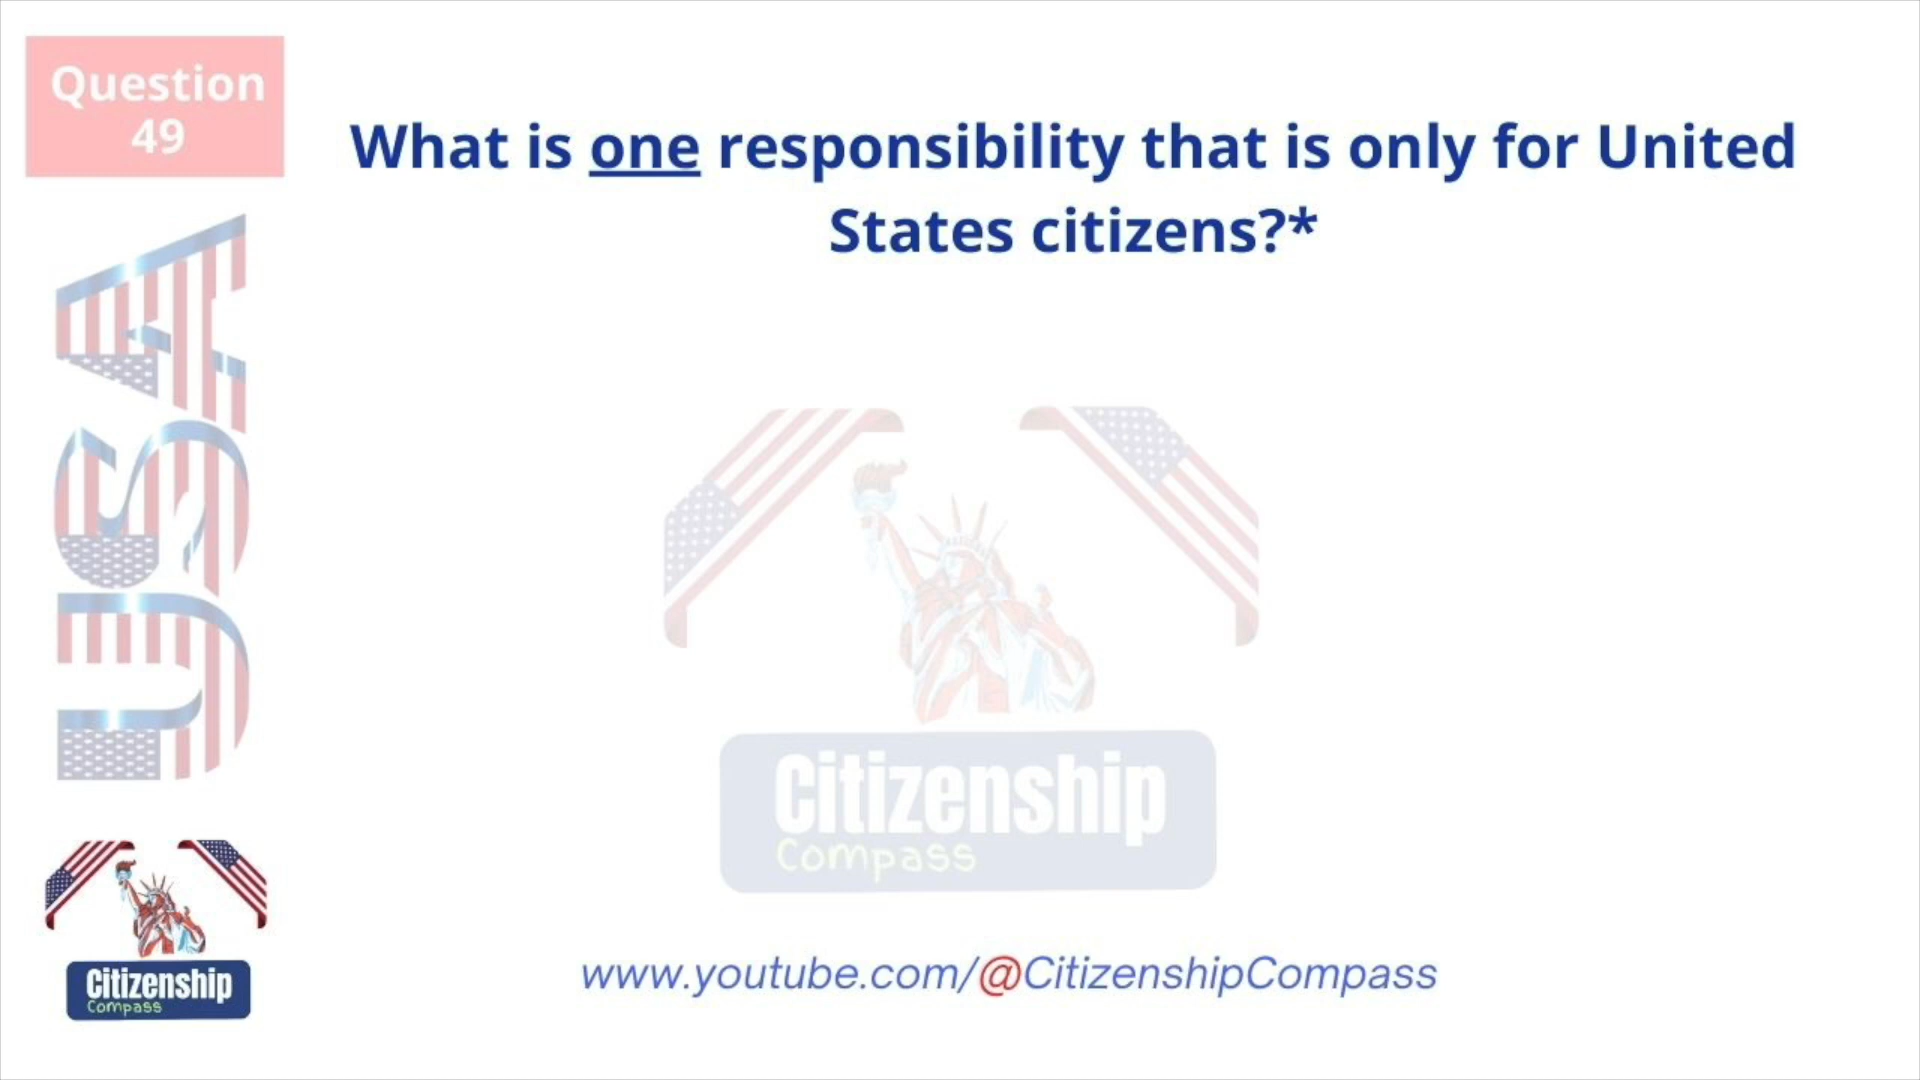 Question
49
What is one responsibility that is only for United
States citizens?*
Citizenship
Compass
Citizenship
Compass
www.youtube.com/@CitizenshipCompass